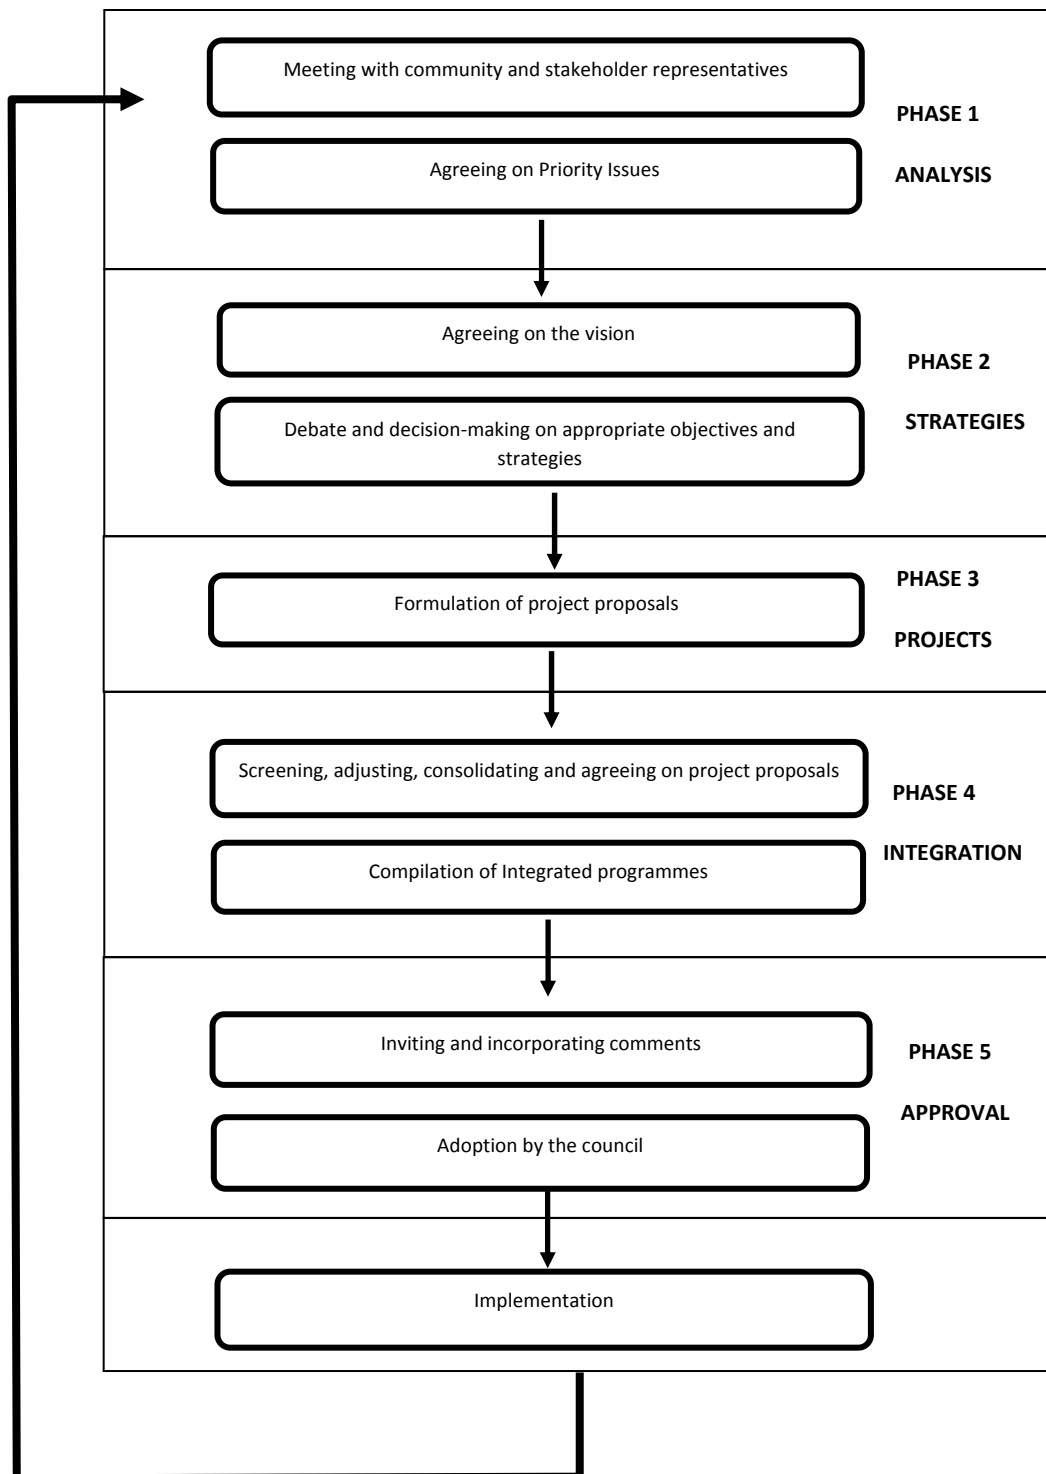 Meeting with community and stakeholder representatives
PHASE 1
Agreeing on Priority Issues
ANALYSIS
Agreeing on the vision
PHASE 2
Debate and decision-making on appropriate objectives and
strategies
STRATEGIES
Formulation of project proposals
PHASE 3
PROJECTS
Screening, adjusting, consolidating and agreeing on project proposals
PHASE 4
Compilation of Integrated programmes
INTEGRATION
Inviting and incorporating comments
PHASE 5
Adoption by the council
APPROVAL
Implementation